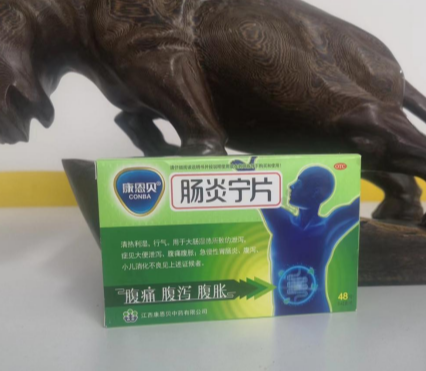 康恩贝®
CONBA
肠炎宁片
OTC
清热利湿，行气。用于大肠湿热所致的泄泻，
症见大便泄泻、腹痛腹胀；急慢性胃肠炎，腹泻
小儿消化不良见上述证候者。
腹痛 腹泻 腹胀
48
江西康恩贝中药有限公司